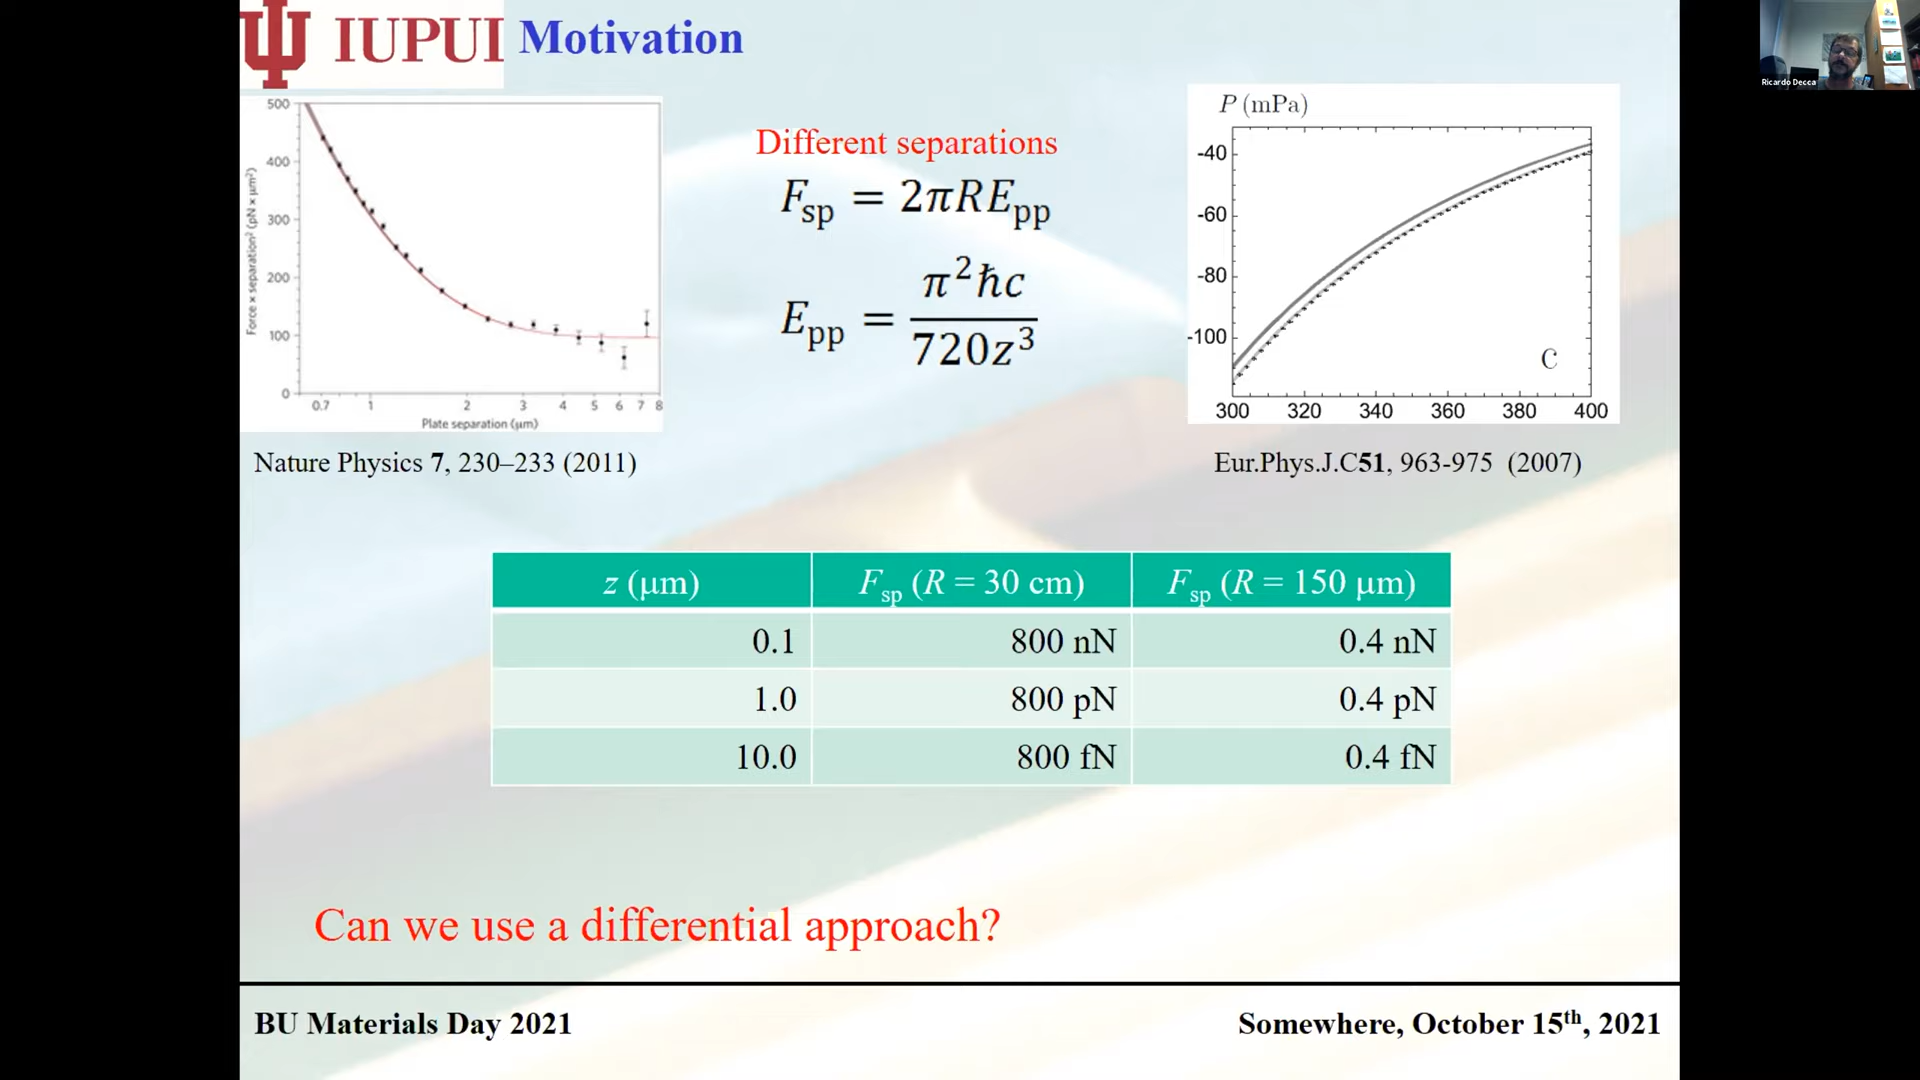 IUPUI Motivation
500
400
300
200
100
0
Force × separation² (pN × μm²)
0.7 1 2 3 4 5 6 7 8
Plate separation (μm)
Nature Physics 7, 230–233 (2011)
Different separations
F_sp = 2πRE_pp
E_pp = π²ħc / 720z³
P (mPa)
-40
-60
-80
-100
C
300 320 340 360 380 400
Eur.Phys.J.C51, 963-975 (2007)
Ricardo Decca
z (μm) F_sp (R = 30 cm) F_sp (R = 150 μm)
0.1 800 nN 0.4 nN
1.0 800 pN 0.4 pN
10.0 800 fN 0.4 fN
Can we use a differential approach?
BU Materials Day 2021
Somewhere, October 15th, 2021